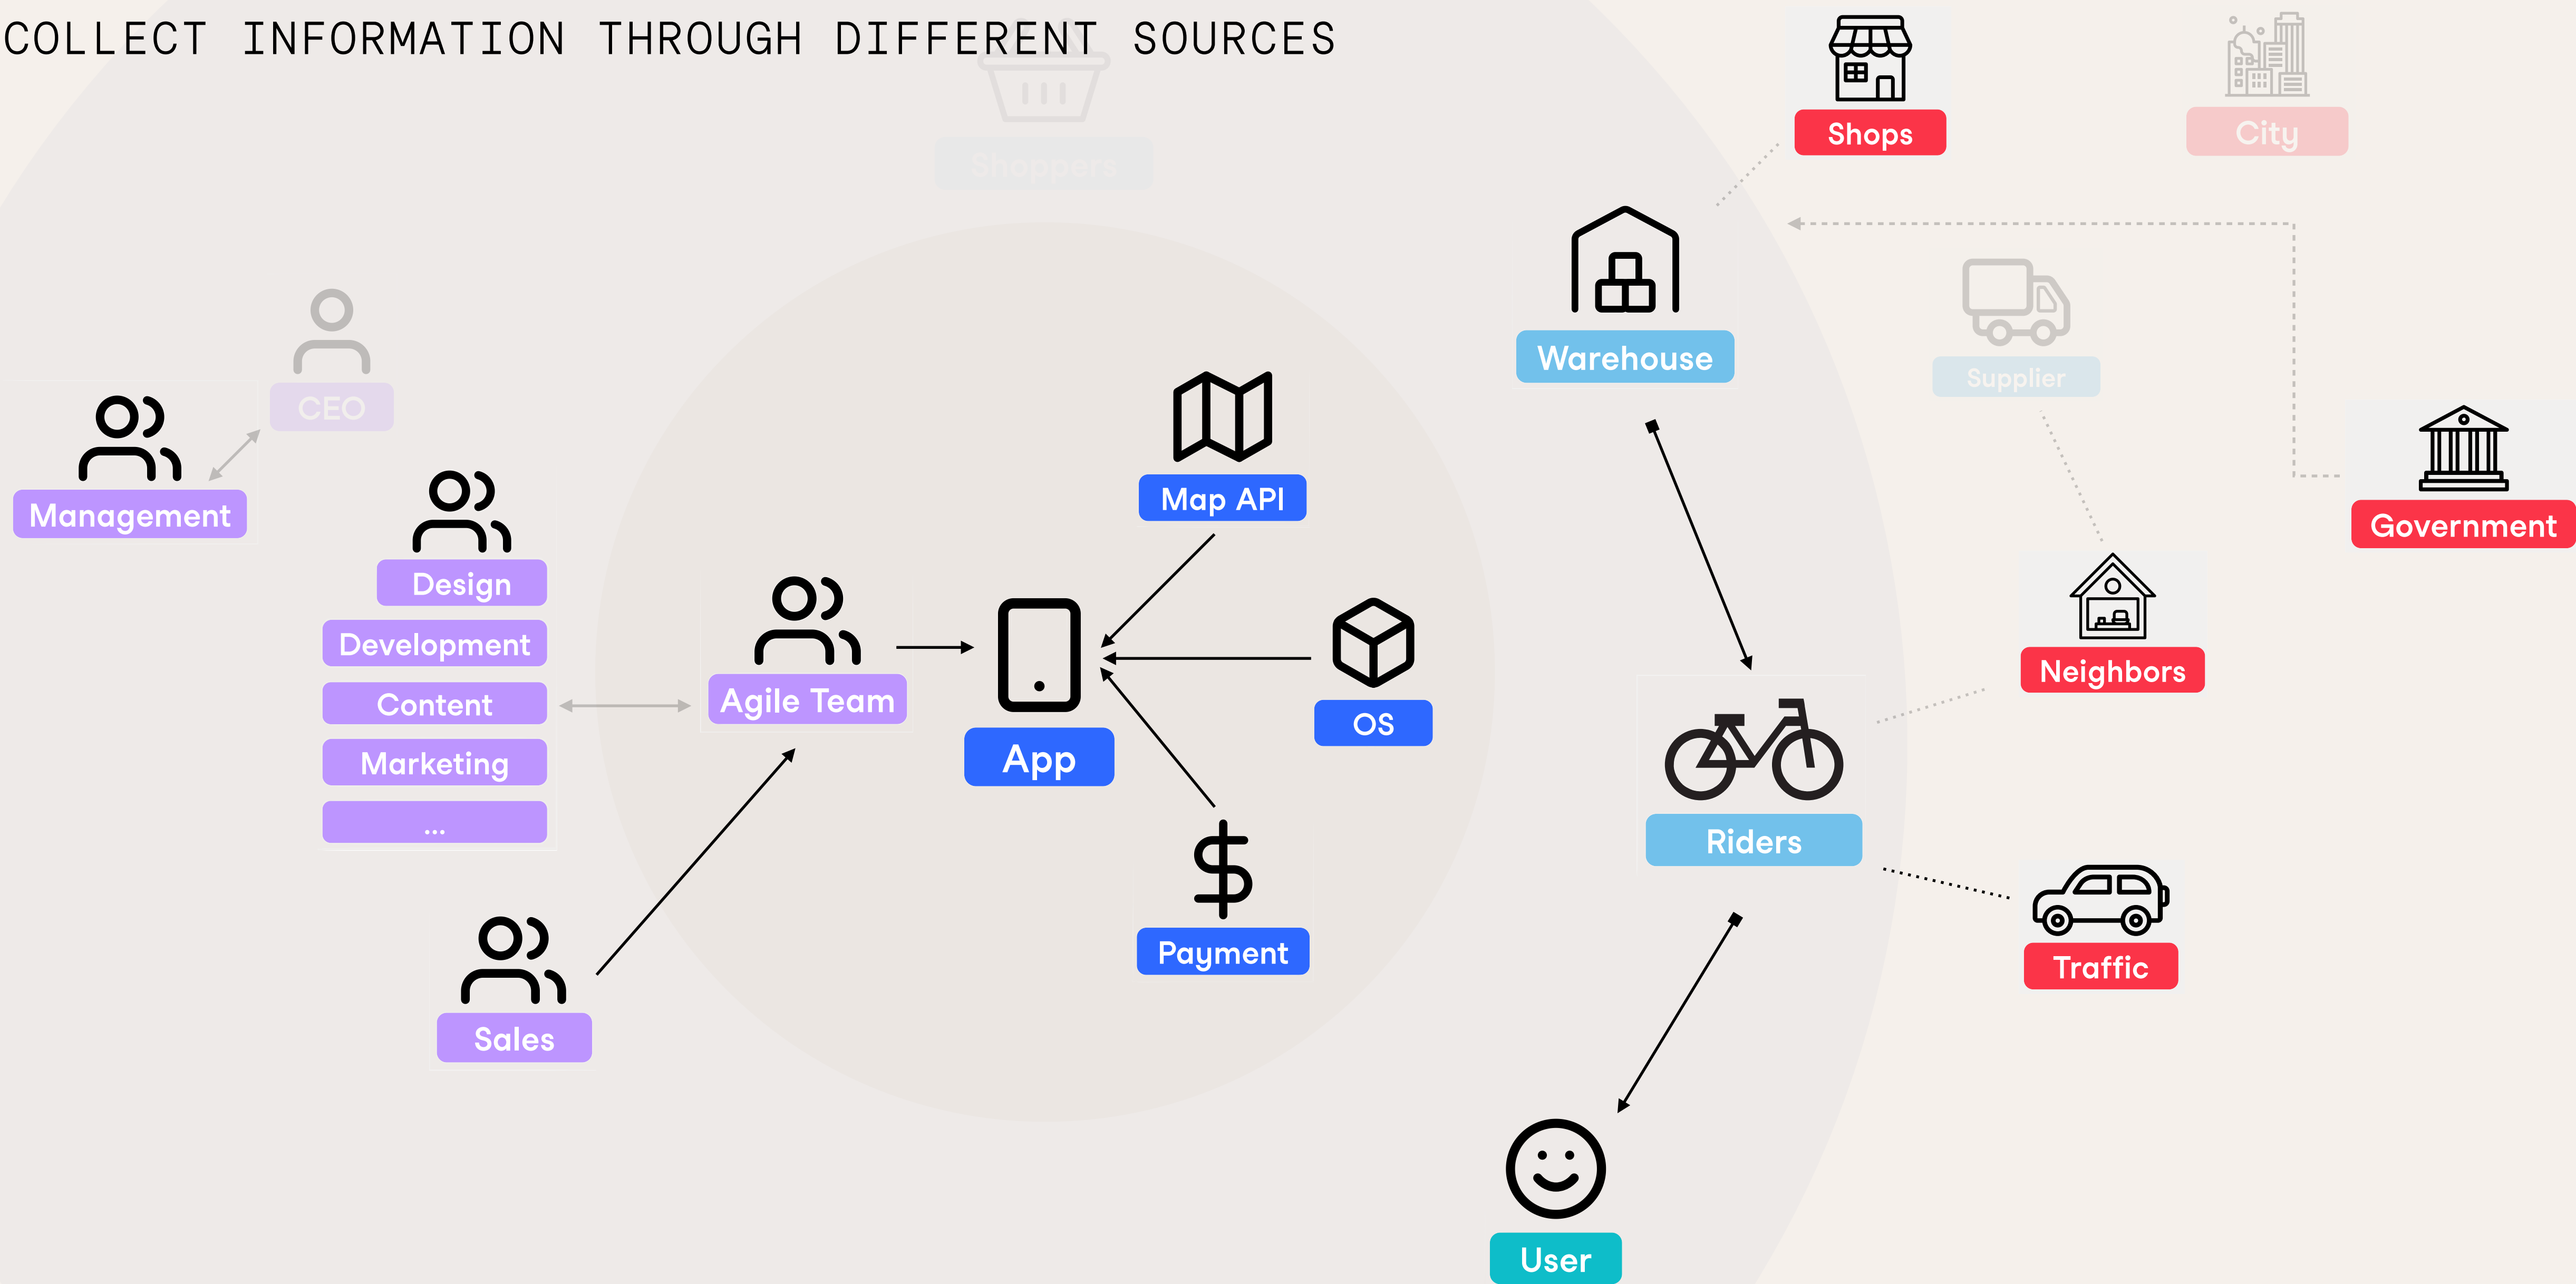 COLLECT INFORMATION THROUGH DIFFERENT SOURCES
Shops
City
Shoppers
Warehouse
Supplier
CEO
Management
Map API
Government
Design
Development
Content
Marketing
...
Agile Team
App
OS
Neighbors
Riders
Payment
Traffic
Sales
User